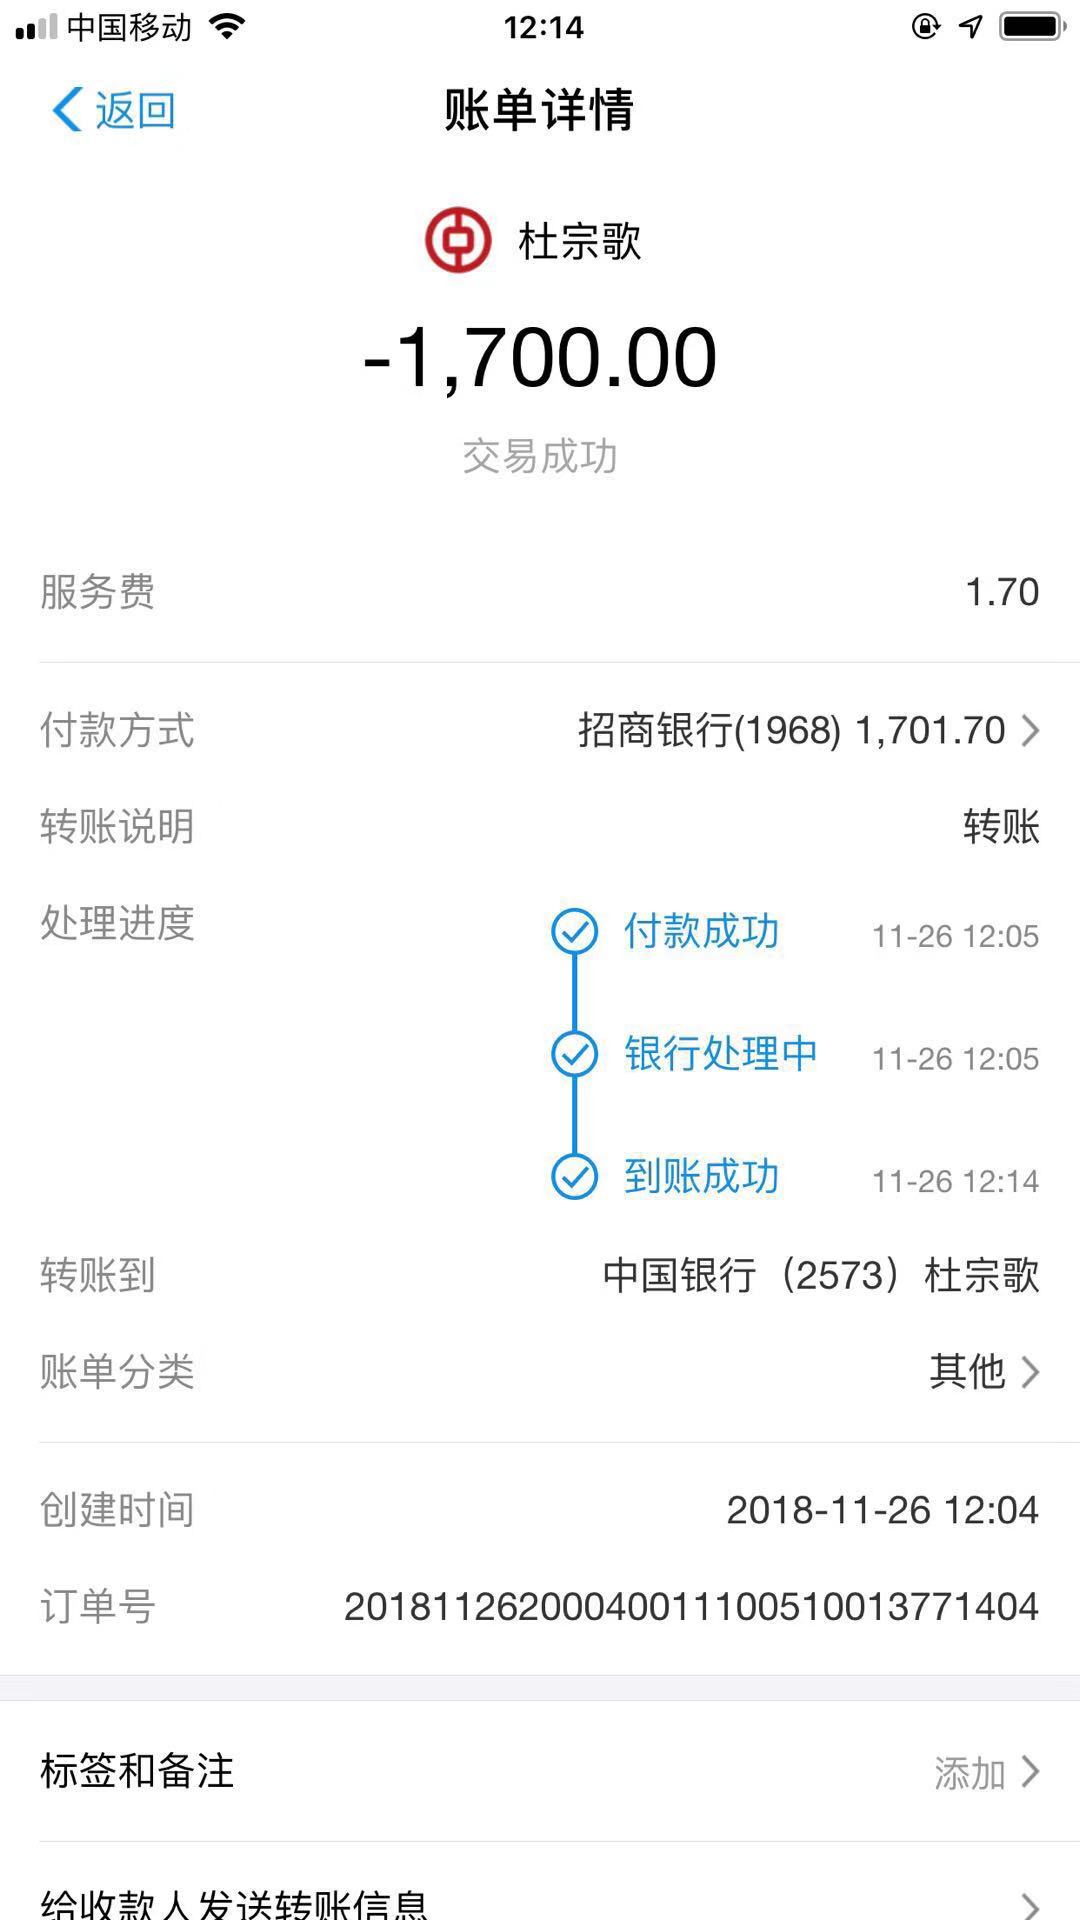 中国移动 12:14
返回 账单详情
杜宗歌
-1,700.00
交易成功
服务费 1.70
付款方式 招商银行(1968) 1,701.70
转账说明 转账
处理进度 付款成功 11-26 12:05
银行处理中 11-26 12:05
到账成功 11-26 12:14
转账到 中国银行（2573）杜宗歌
账单分类 其他
创建时间 2018-11-26 12:04
订单号 20181126200040011100510013771404
标签和备注 添加
给收款人发送转账信息